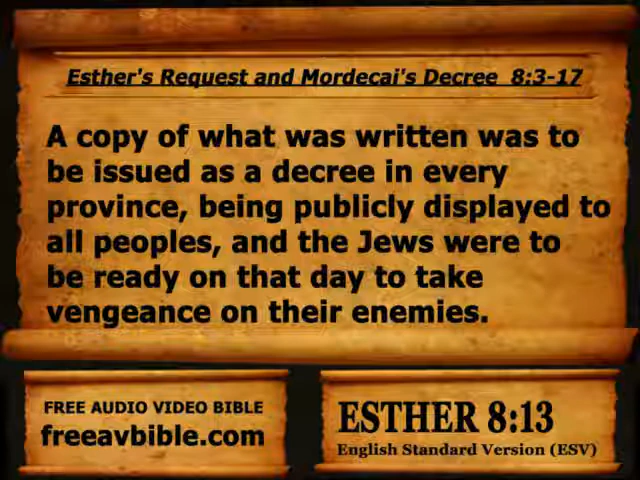 Esther's Request and Mordecai's Decree 8:3-17
A copy of what was written was to
be issued as a decree in every
province, being publicly displayed to
all peoples, and the Jews were to
be ready on that day to take
vengeance on their enemies.
FREE AUDIO VIDEO BIBLE
freeavbible.com
ESTHER 8:13
English Standard Version (ESV)